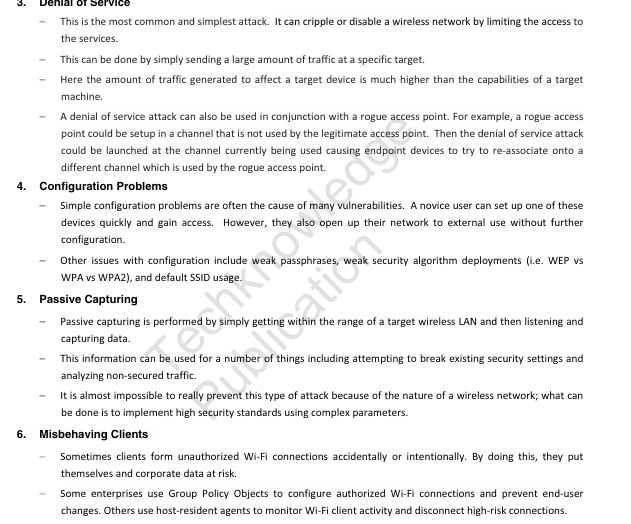 3. Denial of Service
– This is the most common and simplest attack. It can cripple or disable a wireless network by limiting the access to
the services.
– This can be done by simply sending a large amount of traffic at a specific target.
– Here the amount of traffic generated to affect a target device is much higher than the capabilities of a target
machine.
– A denial of service attack can also be used in conjunction with a rogue access point. For example, a rogue access
point could be setup in a channel that is not used by the legitimate access point. Then the denial of service attack
could be launched at the channel currently being used causing endpoint devices to try to re-associate onto a
different channel which is used by the rogue access point.
4. Configuration Problems
– Simple configuration problems are often the cause of many vulnerabilities. A novice user can set up one of these
devices quickly and gain access. However, they also open up their network to external use without further
configuration.
– Other issues with configuration include weak passphrases, weak security algorithm deployments (i.e. WEP vs
WPA vs WPA2), and default SSID usage.
5. Passive Capturing
– Passive capturing is performed by simply getting within the range of a target wireless LAN and then listening and
capturing data.
– This information can be used for a number of things including attempting to break existing security settings and
analyzing non-secured traffic.
– It is almost impossible to really prevent this type of attack because of the nature of a wireless network; what can
be done is to implement high security standards using complex parameters.
6. Misbehaving Clients
– Sometimes clients form unauthorized Wi-Fi connections accidentally or intentionally. By doing this, they put
themselves and corporate data at risk.
– Some enterprises use Group Policy Objects to configure authorized Wi-Fi connections and prevent end-user
changes. Others use host-resident agents to monitor Wi-Fi client activity and disconnect high-risk connections.
Techknowledge
Publication